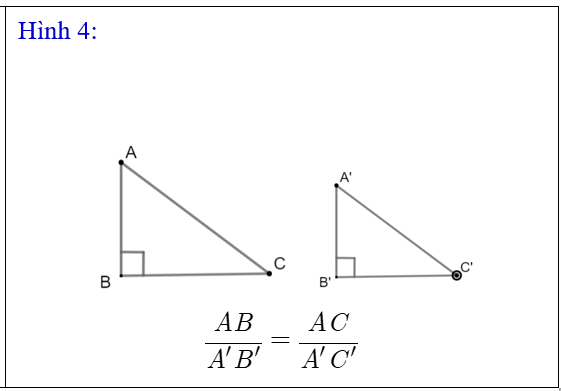 Hình 4:
A
A'
B
C
B'
C'
AB/A'B' = AC/A'C'